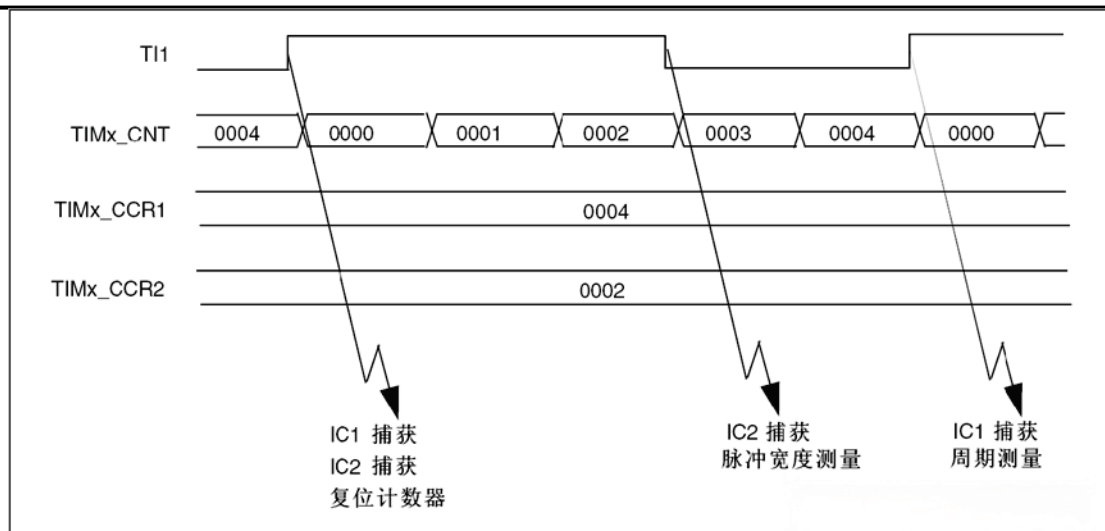 TI1
TIMx_CNT 0004 0000 0001 0002 0003 0004 0000
TIMx_CCR1 0004
TIMx_CCR2 0002
IC1 捕获
IC2 捕获
复位计数器
IC2 捕获
脉冲宽度测量
IC1 捕获
周期测量